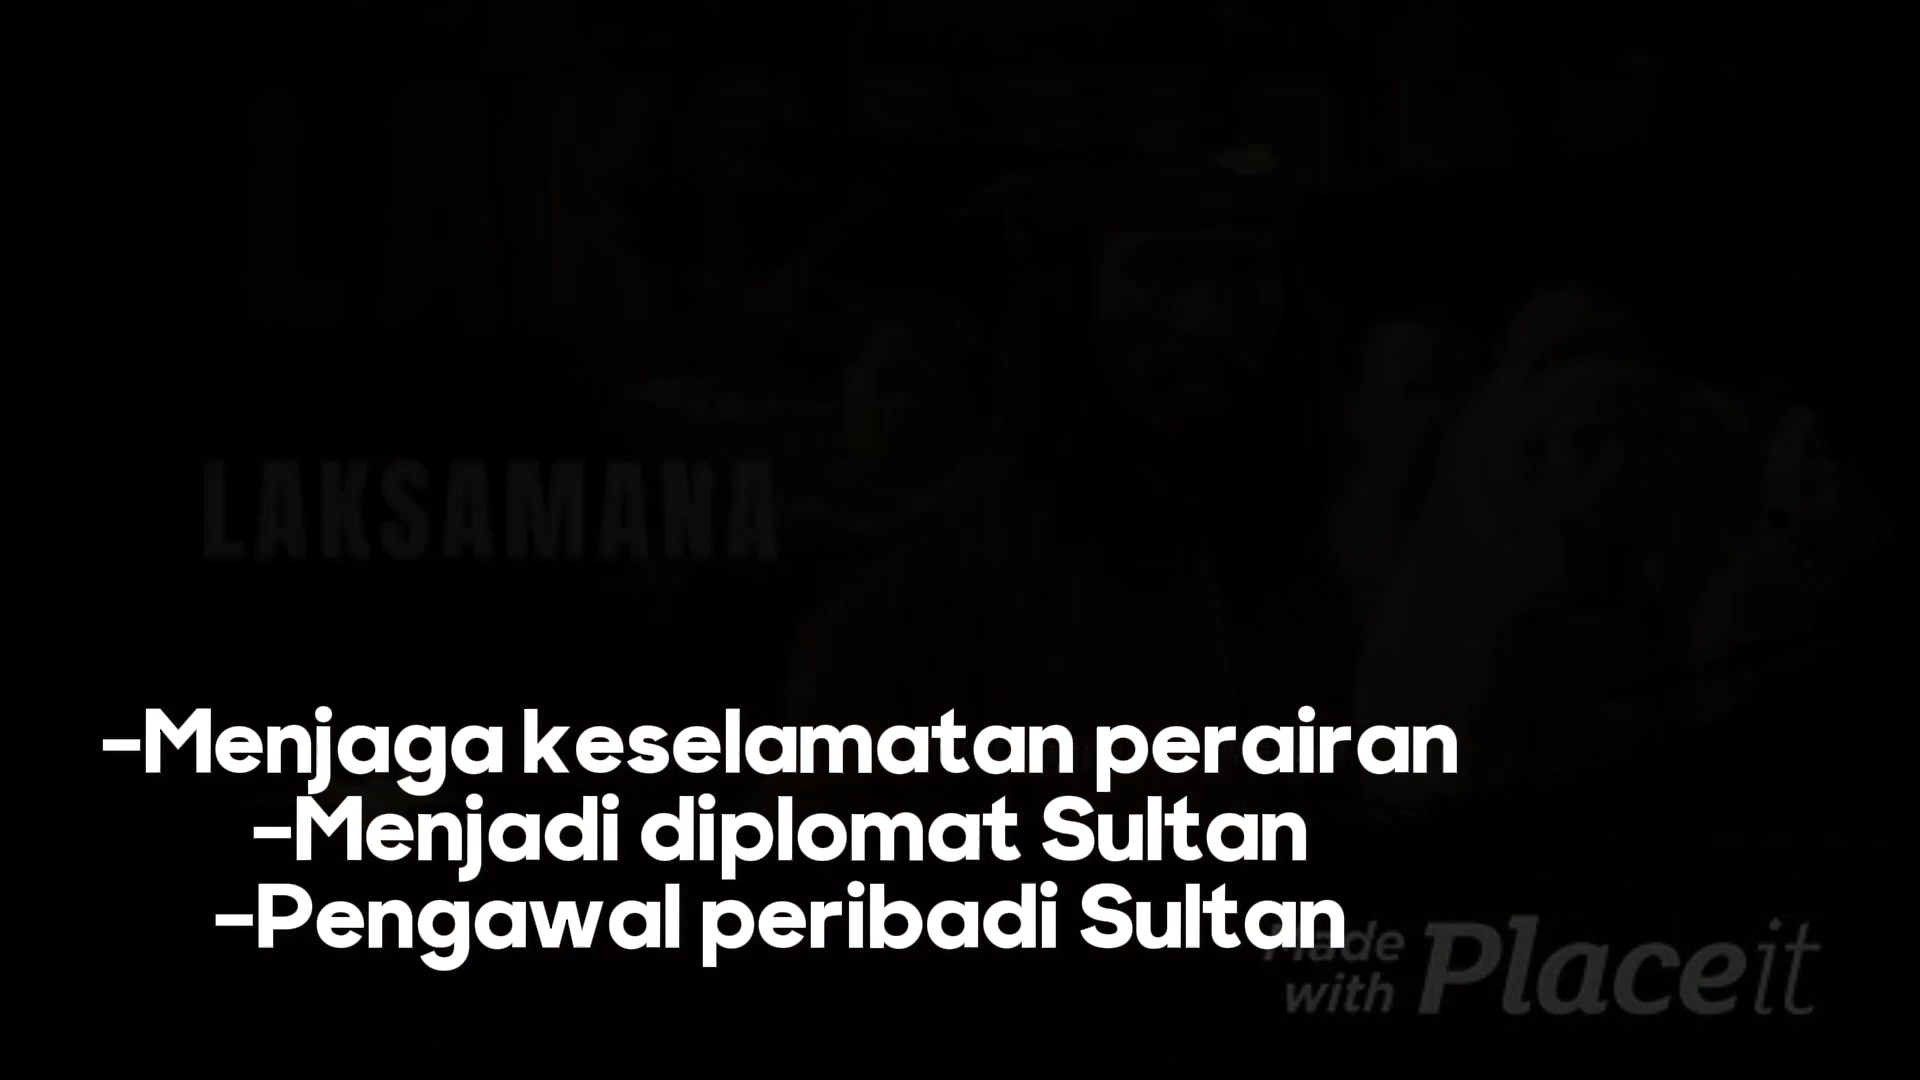 LAKSAMANA
-Menjaga keselamatan perairan
-Menjadi diplomat Sultan
-Pengawal peribadi Sultan
Made
with Placeit